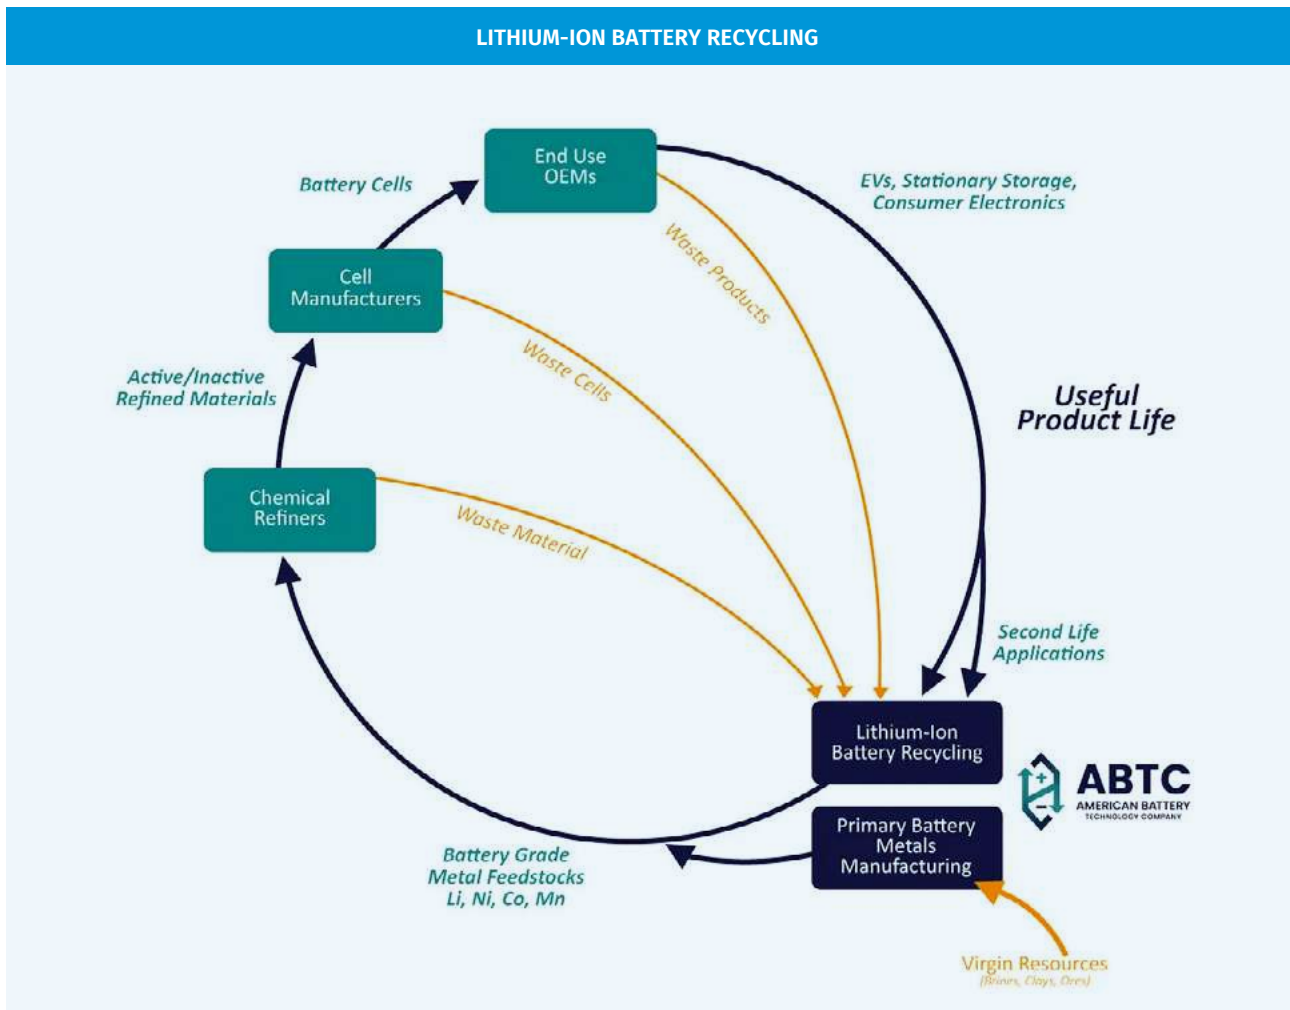 LITHIUM-ION BATTERY RECYCLING
End Use
OEMs
Battery Cells
EVs, Stationary Storage,
Consumer Electronics
Waste Products
Cell
Manufacturers
Waste Cells
Active/Inactive
Refined Materials
Useful
Product Life
Chemical
Refiners
Waste Material
Second Life
Applications
Lithium-Ion
Battery Recycling
ABTC
AMERICAN BATTERY
TECHNOLOGY COMPANY
Primary Battery
Metals
Manufacturing
Battery Grade
Metal Feedstocks
Li, Ni, Co, Mn
Virgin Resources
(Brines, Clays, Ores)